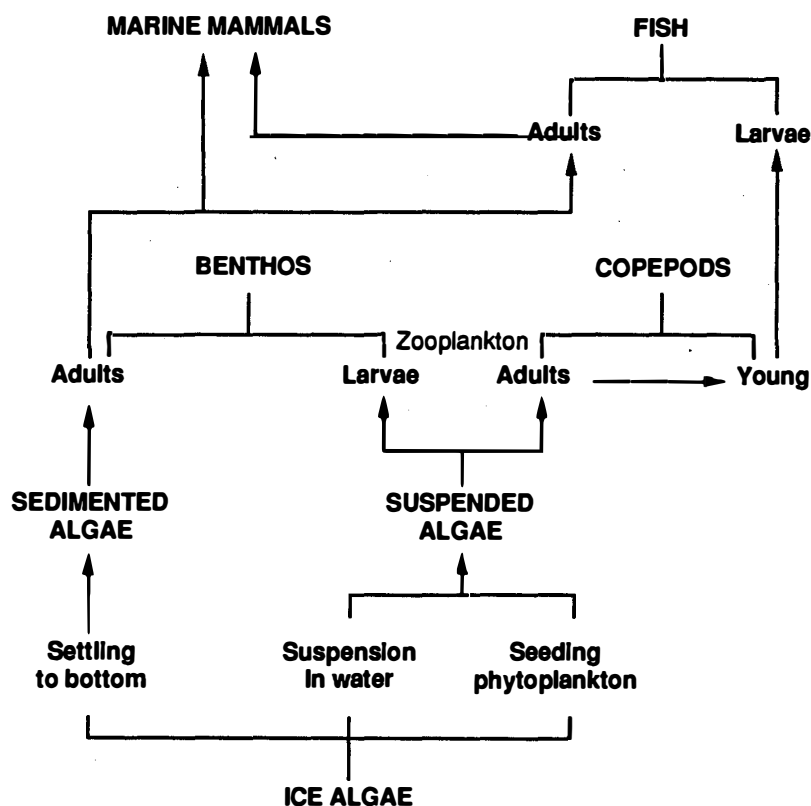 MARINE MAMMALS
FISH
Adults
Larvae
BENTHOS
COPEPODS
Zooplankton
Adults
Larvae
Adults
Young
SEDIMENTED
ALGAE
SUSPENDED
ALGAE
Settling
to bottom
Suspension
In water
Seeding
phytoplankton
ICE ALGAE